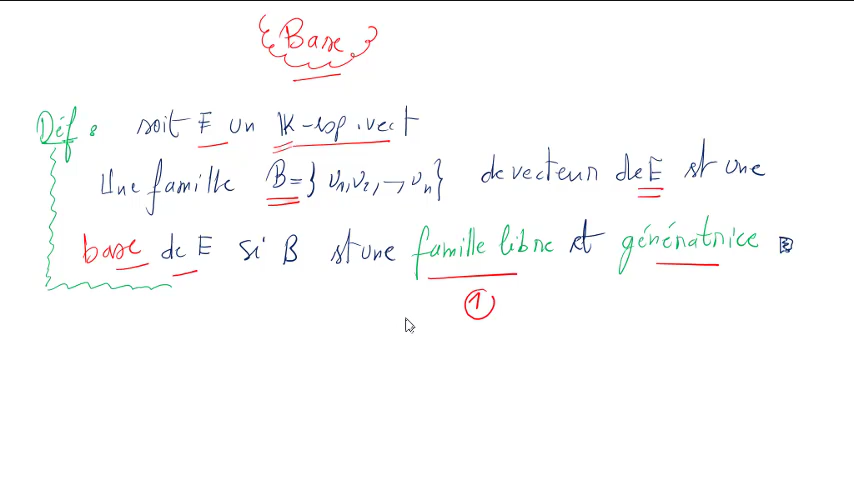 Base
Déf : soit E un K-esp.vect
Une famille B={v1,v2,→vn} de vecteur de E est une
base de E si B est une famille libre et génératrice
1